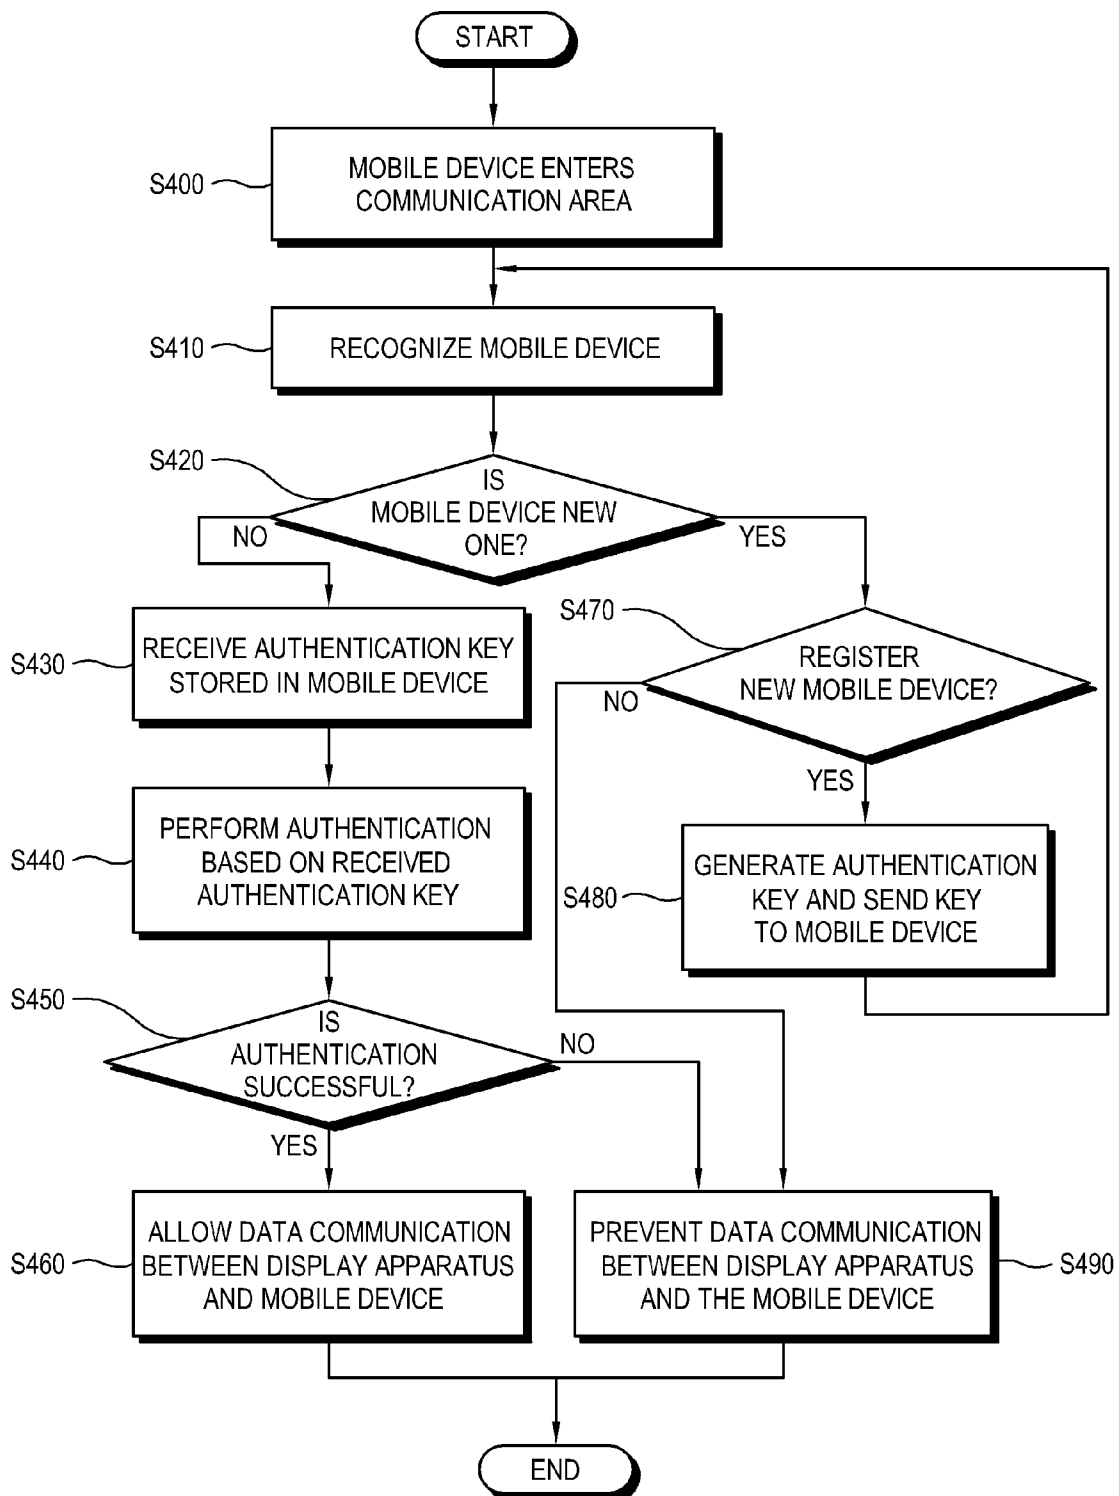 START
S400
MOBILE DEVICE ENTERS
COMMUNICATION AREA
S410
RECOGNIZE MOBILE DEVICE
S420
IS
MOBILE DEVICE NEW
ONE?
NO
YES
S430
RECEIVE AUTHENTICATION KEY
STORED IN MOBILE DEVICE
S470
REGISTER
NEW MOBILE DEVICE?
NO
YES
S440
PERFORM AUTHENTICATION
BASED ON RECEIVED
AUTHENTICATION KEY
S480
GENERATE AUTHENTICATION
KEY AND SEND KEY
TO MOBILE DEVICE
S450
IS
AUTHENTICATION
SUCCESSFUL?
NO
YES
S460
ALLOW DATA COMMUNICATION
BETWEEN DISPLAY APPARATUS
AND MOBILE DEVICE
PREVENT DATA COMMUNICATION
BETWEEN DISPLAY APPARATUS
AND THE MOBILE DEVICE
S490
END